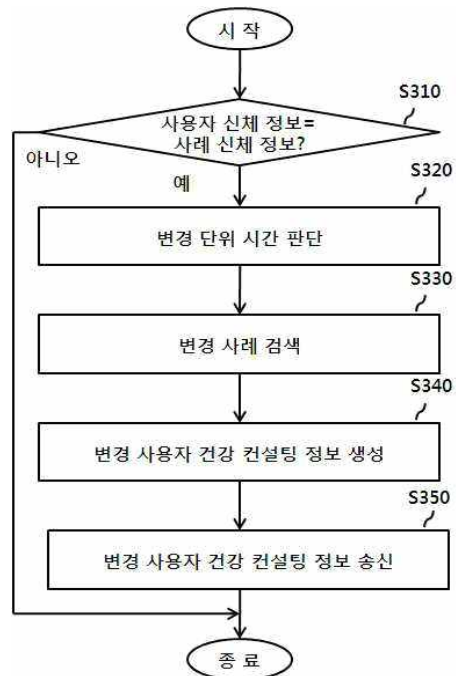 시 작
S310
사용자 신체 정보=
사례 신체 정보?
아니오
예
S320
변경 단위 시간 판단
S330
변경 사례 검색
S340
변경 사용자 건강 컨설팅 정보 생성
S350
변경 사용자 건강 컨설팅 정보 송신
종 료